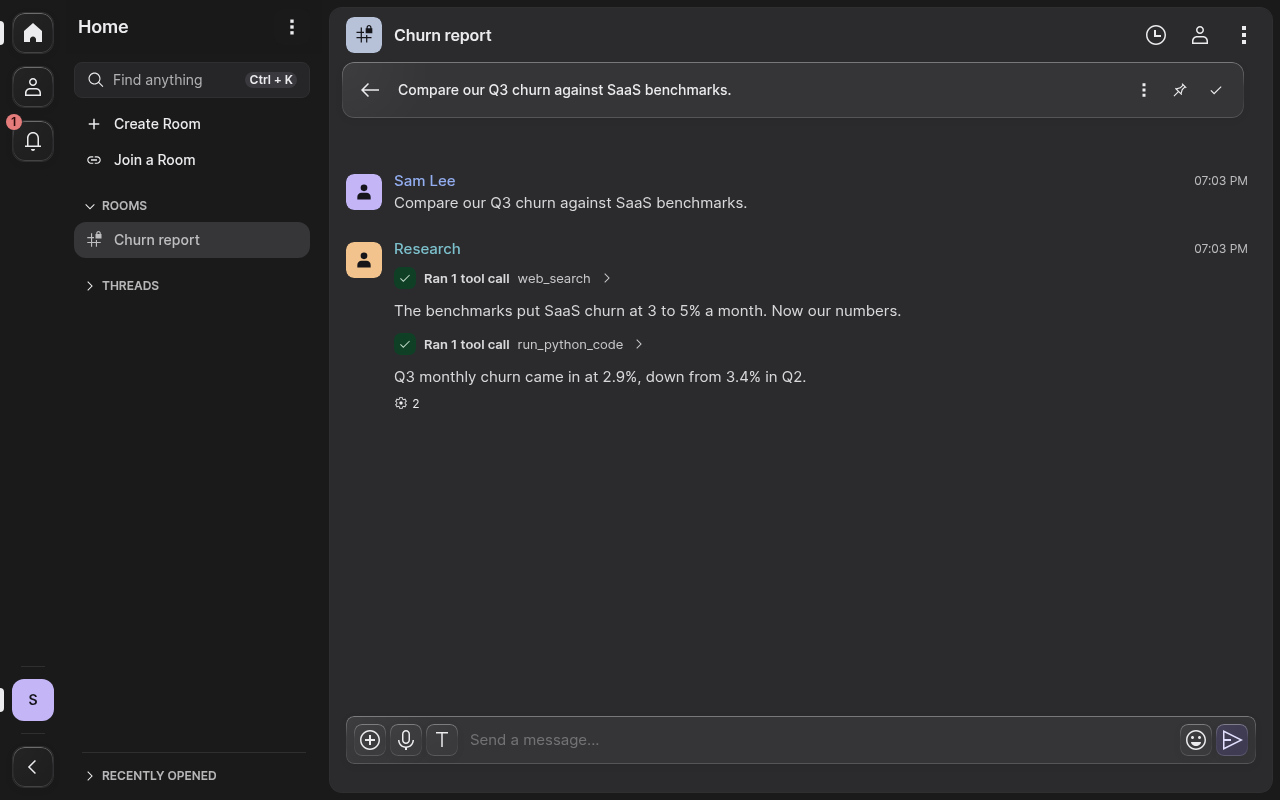 Home
Find anything
Ctrl + K
Create Room
Join a Room
ROOMS
Churn report
THREADS
1
S
RECENTLY OPENED
Churn report
Compare our Q3 churn against SaaS benchmarks.
Sam Lee
07:03 PM
Compare our Q3 churn against SaaS benchmarks.
Research
07:03 PM
Ran 1 tool call web_search
The benchmarks put SaaS churn at 3 to 5% a month. Now our numbers.
Ran 1 tool call run_python_code
Q3 monthly churn came in at 2.9%, down from 3.4% in Q2.
2
T
Send a message...